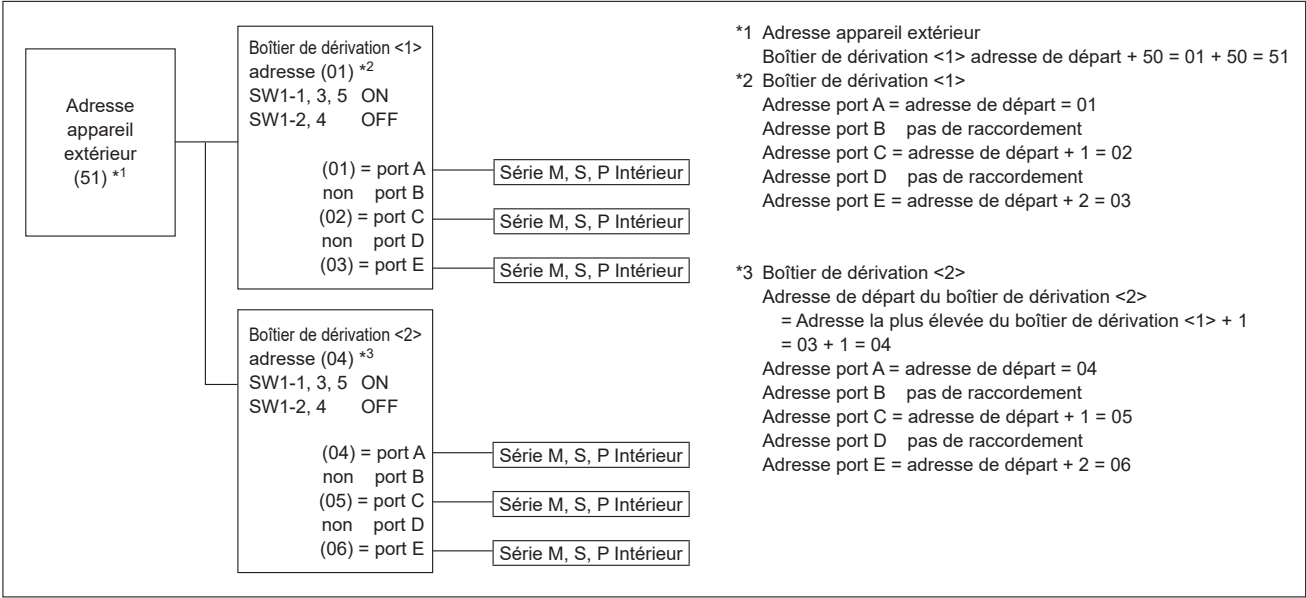 Adresse
appareil
extérieur
(51) *1
Boîtier de dérivation <1>
adresse (01) *2
SW1-1, 3, 5 ON
SW1-2, 4 OFF
(01) = port A
non port B
(02) = port C
non port D
(03) = port E
Série M, S, P Intérieur
Série M, S, P Intérieur
Série M, S, P Intérieur
Boîtier de dérivation <2>
adresse (04) *3
SW1-1, 3, 5 ON
SW1-2, 4 OFF
(04) = port A
non port B
(05) = port C
non port D
(06) = port E
Série M, S, P Intérieur
Série M, S, P Intérieur
Série M, S, P Intérieur
*1 Adresse appareil extérieur
Boîtier de dérivation <1> adresse de départ + 50 = 01 + 50 = 51
*2 Boîtier de dérivation <1>
Adresse port A = adresse de départ = 01
Adresse port B pas de raccordement
Adresse port C = adresse de départ + 1 = 02
Adresse port D pas de raccordement
Adresse port E = adresse de départ + 2 = 03
*3 Boîtier de dérivation <2>
Adresse de départ du boîtier de dérivation <2>
= Adresse la plus élevée du boîtier de dérivation <1> + 1
= 03 + 1 = 04
Adresse port A = adresse de départ = 04
Adresse port B pas de raccordement
Adresse port C = adresse de départ + 1 = 05
Adresse port D pas de raccordement
Adresse port E = adresse de départ + 2 = 06